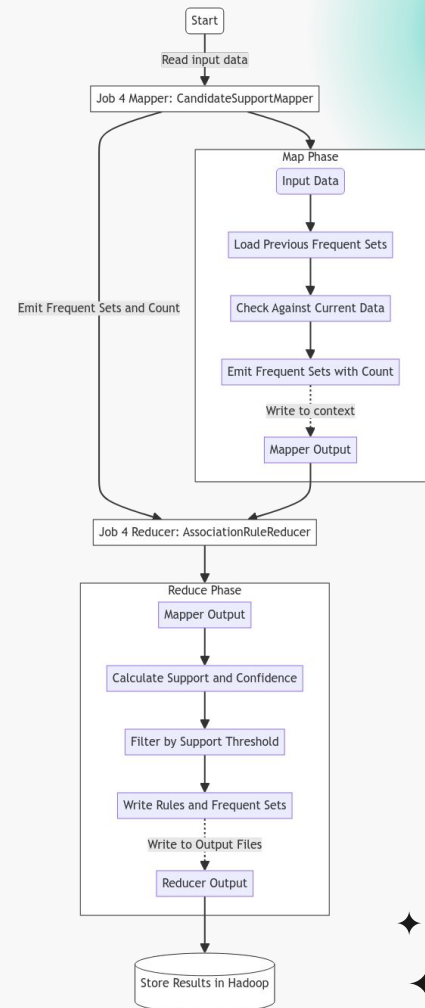 Start
Read input data
Job 4 Mapper: CandidateSupportMapper
Map Phase
Input Data
Load Previous Frequent Sets
Emit Frequent Sets and Count
Check Against Current Data
Emit Frequent Sets with Count
Write to context
Mapper Output
Job 4 Reducer: AssociationRuleReducer
Reduce Phase
Mapper Output
Calculate Support and Confidence
Filter by Support Threshold
Write Rules and Frequent Sets
Write to Output Files
Reducer Output
Store Results in Hadoop